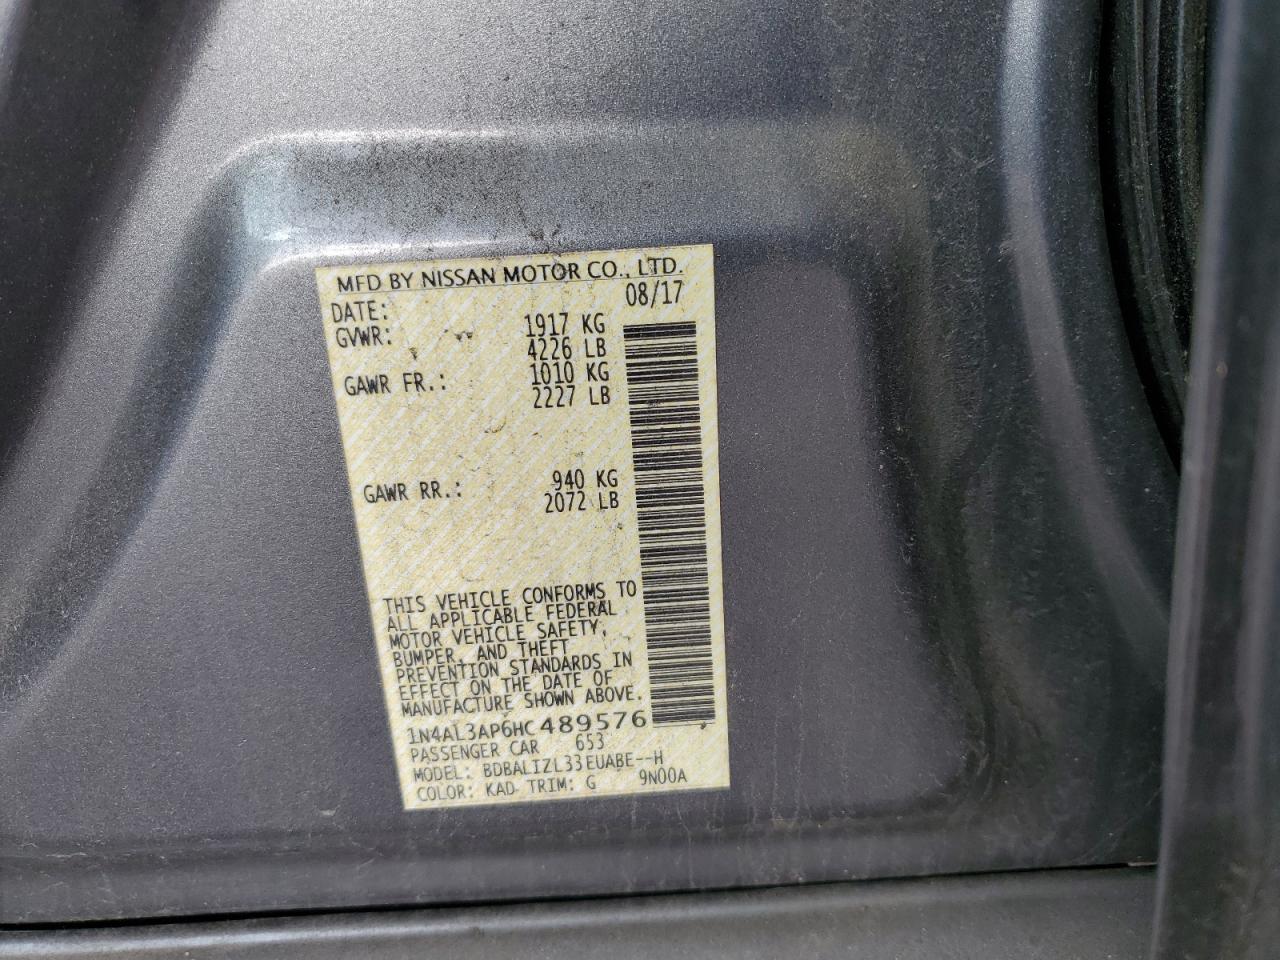 MFD BY NISSAN MOTOR CO., LTD.
DATE: 08/17
GVWR: 1917 KG
4226 LB
GAWR FR.: 1010 KG
2227 LB
GAWR RR.: 940 KG
2072 LB
THIS VEHICLE CONFORMS TO
ALL APPLICABLE FEDERAL
MOTOR VEHICLE SAFETY,
BUMPER, AND THEFT
PREVENTION STANDARDS IN
EFFECT ON THE DATE OF
MANUFACTURE SHOWN ABOVE.
1N4AL3AP6HC489576
PASSENGER CAR 653
MODEL: BDBALIZL33EUABE--H
COLOR: KAD TRIM: G 9N00A